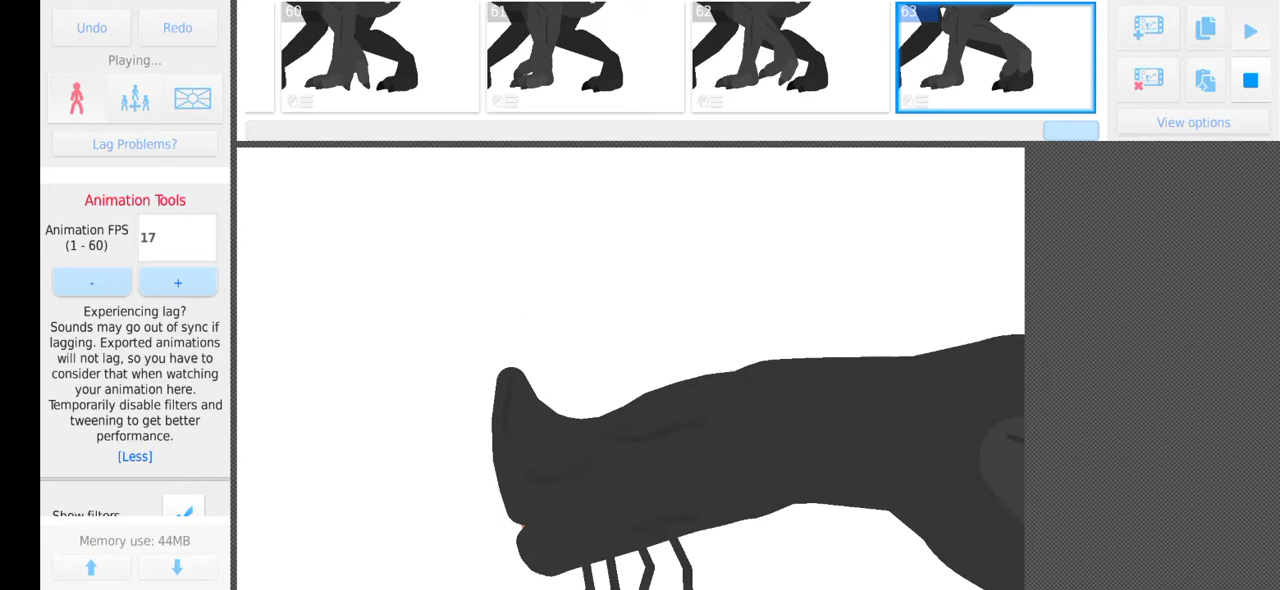 Undo Redo
Playing...
Lag Problems?
60 61 62 63
View options
Animation Tools
Animation FPS
(1 - 60)
17
- +
Experiencing lag?
Sounds may go out of sync if
lagging. Exported animations
will not lag, so you have to
consider that when watching
your animation here.
Temporarily disable filters and
tweening to get better
performance.
[Less]
Show filters
Memory use: 44MB